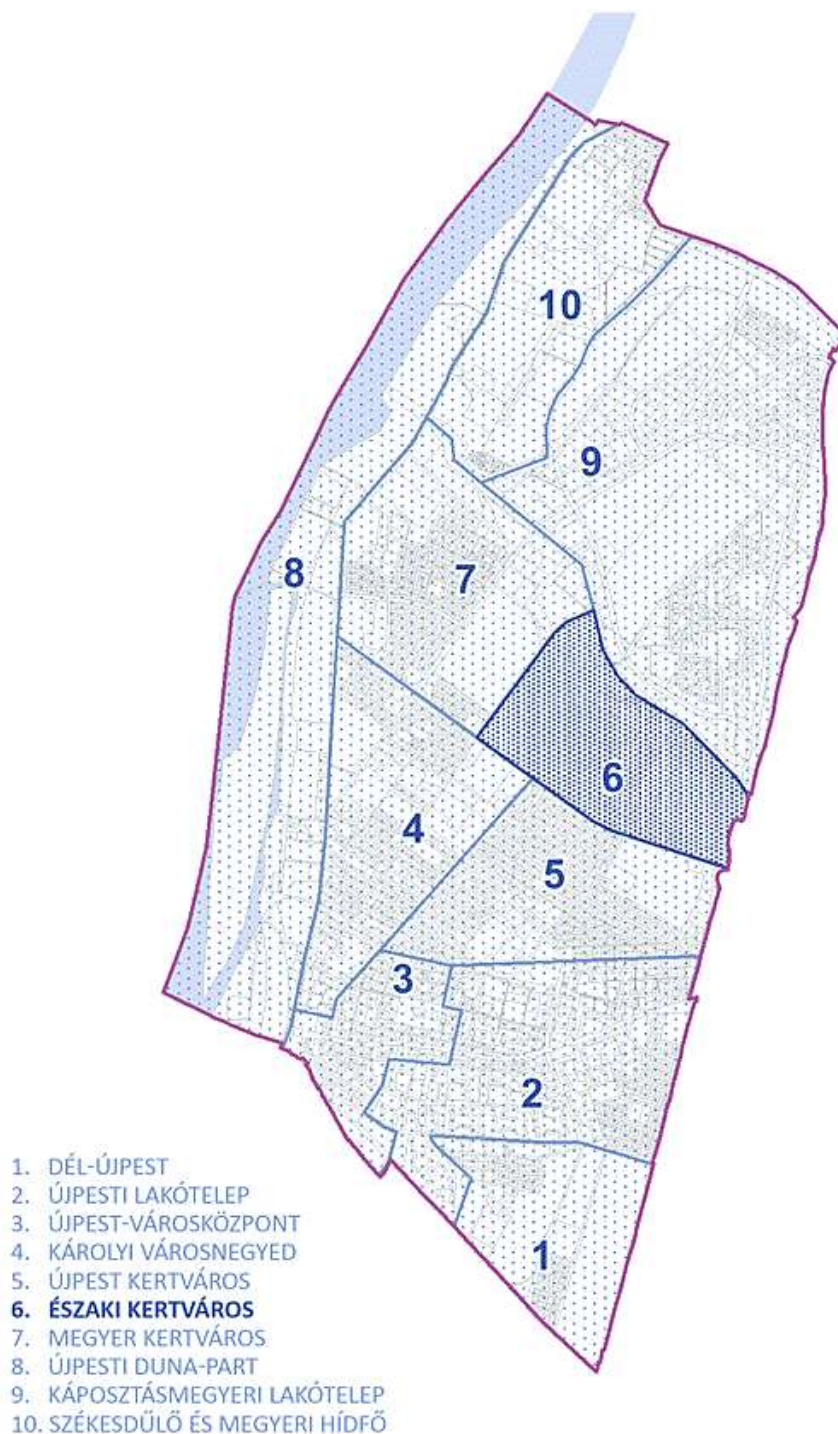 10
9
8
7
6
4
5
3
2
1
1. DÉL-ÚJPEST
2. ÚJPESTI LAKÓTELEP
3. ÚJPEST-VÁROSKÖZPONT
4. KÁROLYI VÁROSNEGYED
5. ÚJPEST KERTVÁROS
6. ÉSZAKI KERTVÁROS
7. MEGYER KERTVÁROS
8. ÚJPESTI DUNA-PART
9. KÁPOSZTÁSMEGYERI LAKÓTELEP
10. SZÉKESDŰLŐ ÉS MEGYERI HÍDFŐ